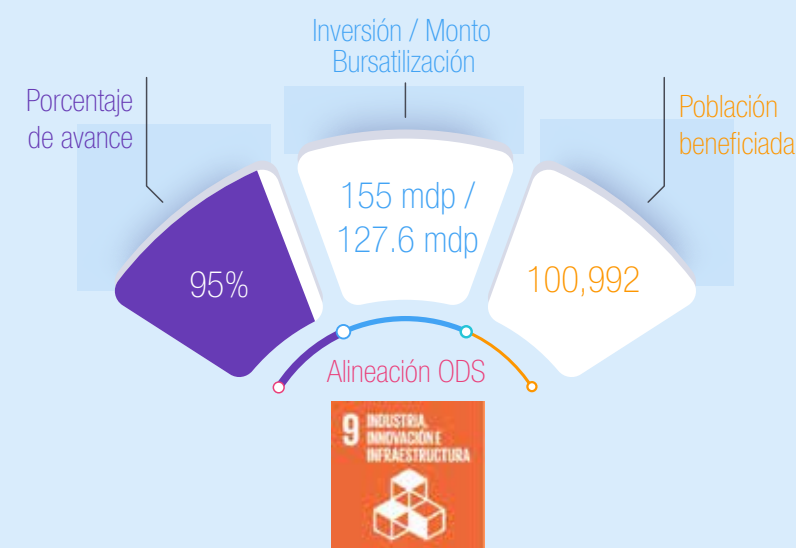 Inversión / Monto
Bursatilización
Porcentaje
de avance
Población
beneficiada
155 mdp /
127.6 mdp
95%
100,992
Alineación ODS
9 INDUSTRIA,
INNOVACIÓN E
INFRAESTRUCTURA